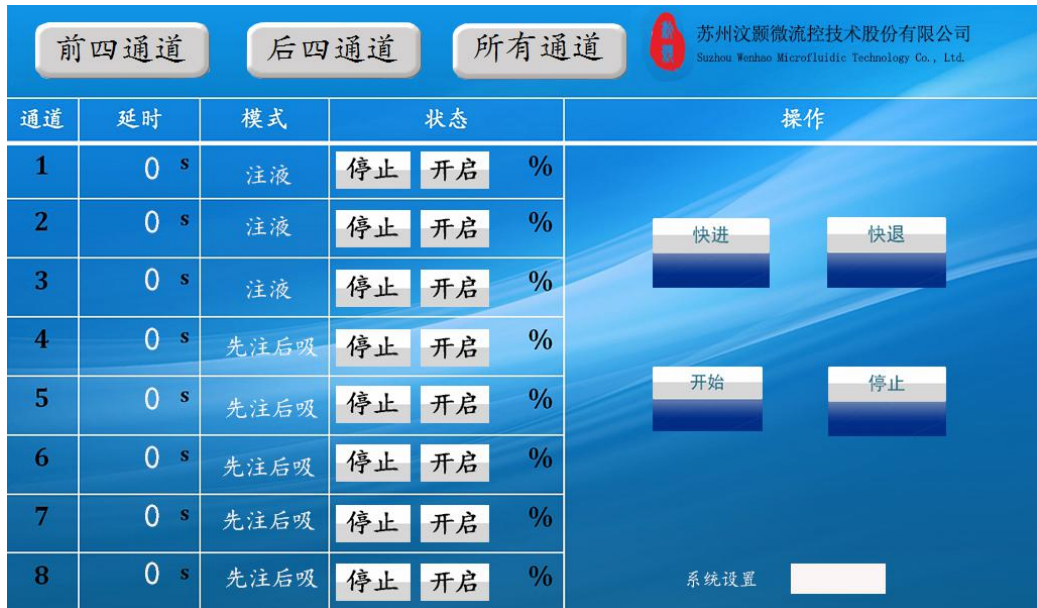 前四通道 后四通道 所有通道 苏州汶颢微流控技术股份有限公司
Suzhou Wenhao Microfluidic Technology Co., Ltd.
通道 延时 模式 状态 操作
1 0 s 注液 停止 开启 %
2 0 s 注液 停止 开启 %
快进 快退
3 0 s 注液 停止 开启 %
4 0 s 先注后吸 停止 开启 %
开始 停止
5 0 s 先注后吸 停止 开启 %
6 0 s 先注后吸 停止 开启 %
7 0 s 先注后吸 停止 开启 %
8 0 s 先注后吸 停止 开启 %
系统设置